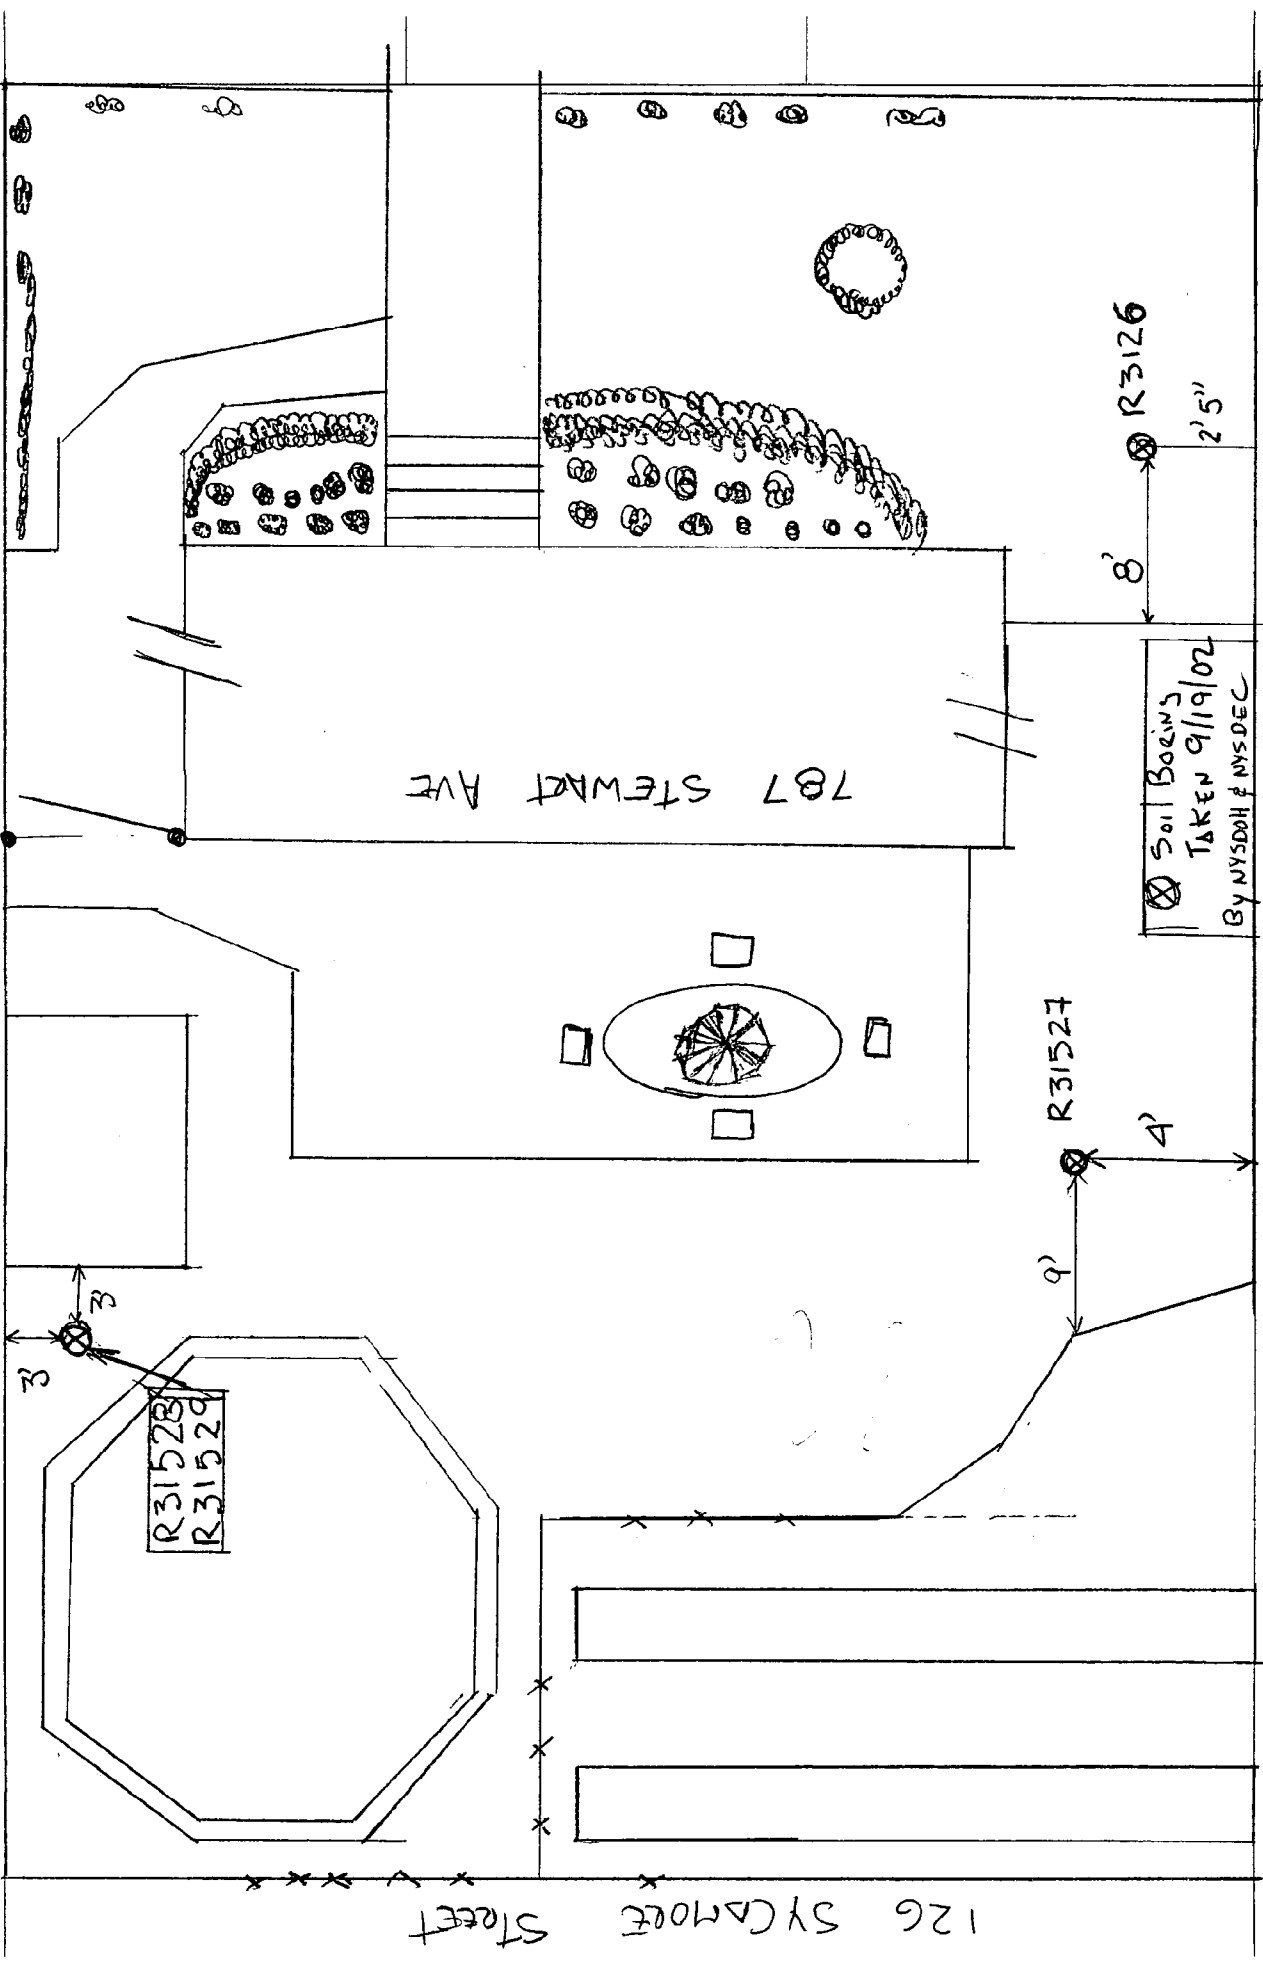 R3126
2'5"
8'
787 STEWART AVE
Soil Boring
TAKEN 9/19/02
By NYSDOH & NYSDEC
R31527
4'
9'
3'
3'
R31528
R31529
126 SYCAMORE STREET